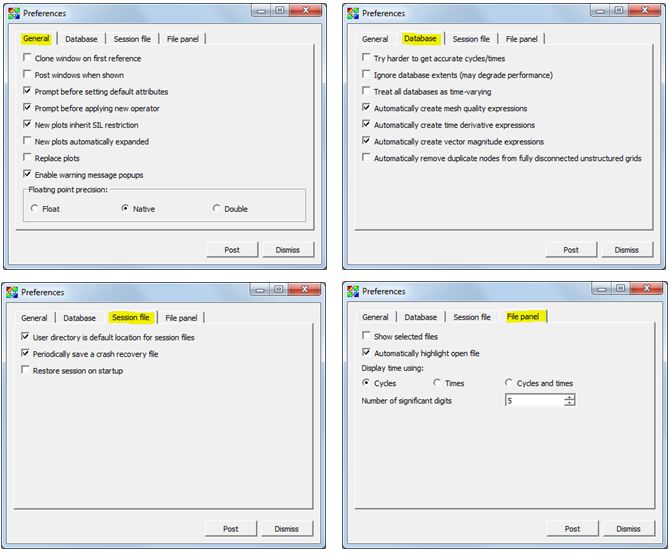 Preferences
General Database Session file File panel
Clone window on first reference
Post windows when shown
Prompt before setting default attributes
Prompt before applying new operator
New plots inherit SIL restriction
New plots automatically expanded
Replace plots
Enable warning message popups
Floating point precision:
Float Native Double
Post Dismiss
Preferences
General Database Session file File panel
Try harder to get accurate cycles/times
Ignore database extents (may degrade performance)
Treat all databases as time-varying
Automatically create mesh quality expressions
Automatically create time derivative expressions
Automatically create vector magnitude expressions
Automatically remove duplicate nodes from fully disconnected unstructured grids
Post Dismiss
Preferences
General Database Session file File panel
User directory is default location for session files
Periodically save a crash recovery file
Restore session on startup
Post Dismiss
Preferences
General Database Session file File panel
Show selected files
Automatically highlight open file
Display time using:
Cycles Times Cycles and times
Number of significant digits 5
Post Dismiss